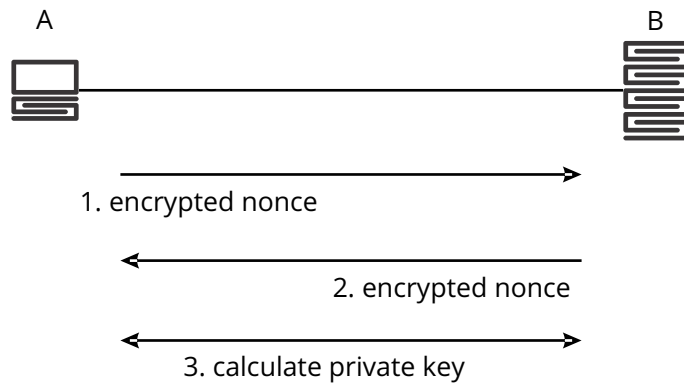 A
B
1. encrypted nonce
2. encrypted nonce
3. calculate private key